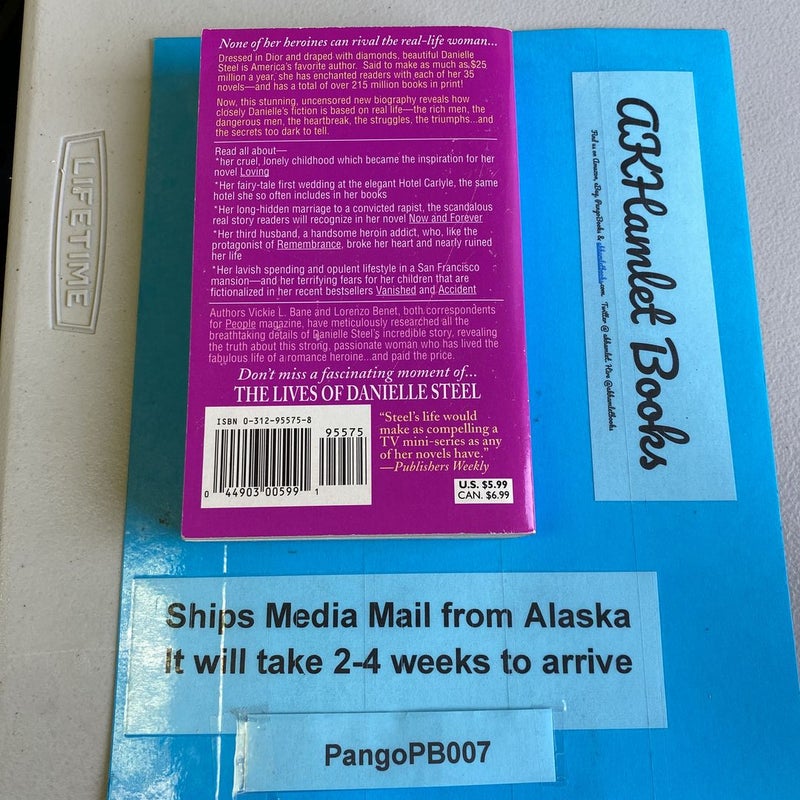 None of her heroines can rival the real-life woman...
Dressed in Dior and draped with diamonds, beautiful Danielle
Steel is America's favorite author. Said to make as much as $25
million a year, she has enchanted readers with each of her 35
novels—and has a total of over 215 million books in print!
Now, this stunning, uncensored new biography reveals how
closely Danielle's fiction is based on real life—the rich men, the
dangerous men, the heartbreak, the struggles, the triumphs...and
the secrets too dark to tell.
Read all about—
*her cruel, lonely childhood which became the inspiration for her
novel Loving
*Her fairy-tale first wedding at the elegant Hotel Carlyle, the same
hotel she so often includes in her books
*Her long-hidden marriage to a convicted rapist, the scandalous
real story readers will recognize in her novel Now and Forever
*Her third husband, a handsome heroin addict, who, like the
protagonist of Remembrance, broke her heart and nearly ruined
her life
*Her lavish spending and opulent lifestyle in a San Francisco
mansion—and her terrifying fears for her children that are
fictionalized in her recent bestsellers Vanished and Accident
Authors Vickie L. Bane and Lorenzo Benet, both correspondents
for People magazine, have meticulously researched all the
breathtaking details of Danielle Steel's incredible story, revealing
the truth about this strong, passionate woman who has lived the
fabulous life of a romance heroine...and paid the price.
Don't miss a fascinating moment of...
THE LIVES OF DANIELLE STEEL
ISBN 0-312-95575-8
95575
0 44903 00599 1
"Steel's life would
make as compelling a
TV mini-series as any
of her novels have."
—Publishers Weekly
U.S. $5.99
CAN. $6.99
AKHamlet Books
Find us on Amazon, eBay, PangoBooks & akhamletbooks.com. Twitter @ akhamlet. Hive @akhamletbooks
LIFETIME
Ships Media Mail from Alaska
It will take 2-4 weeks to arrive
PangoPB007